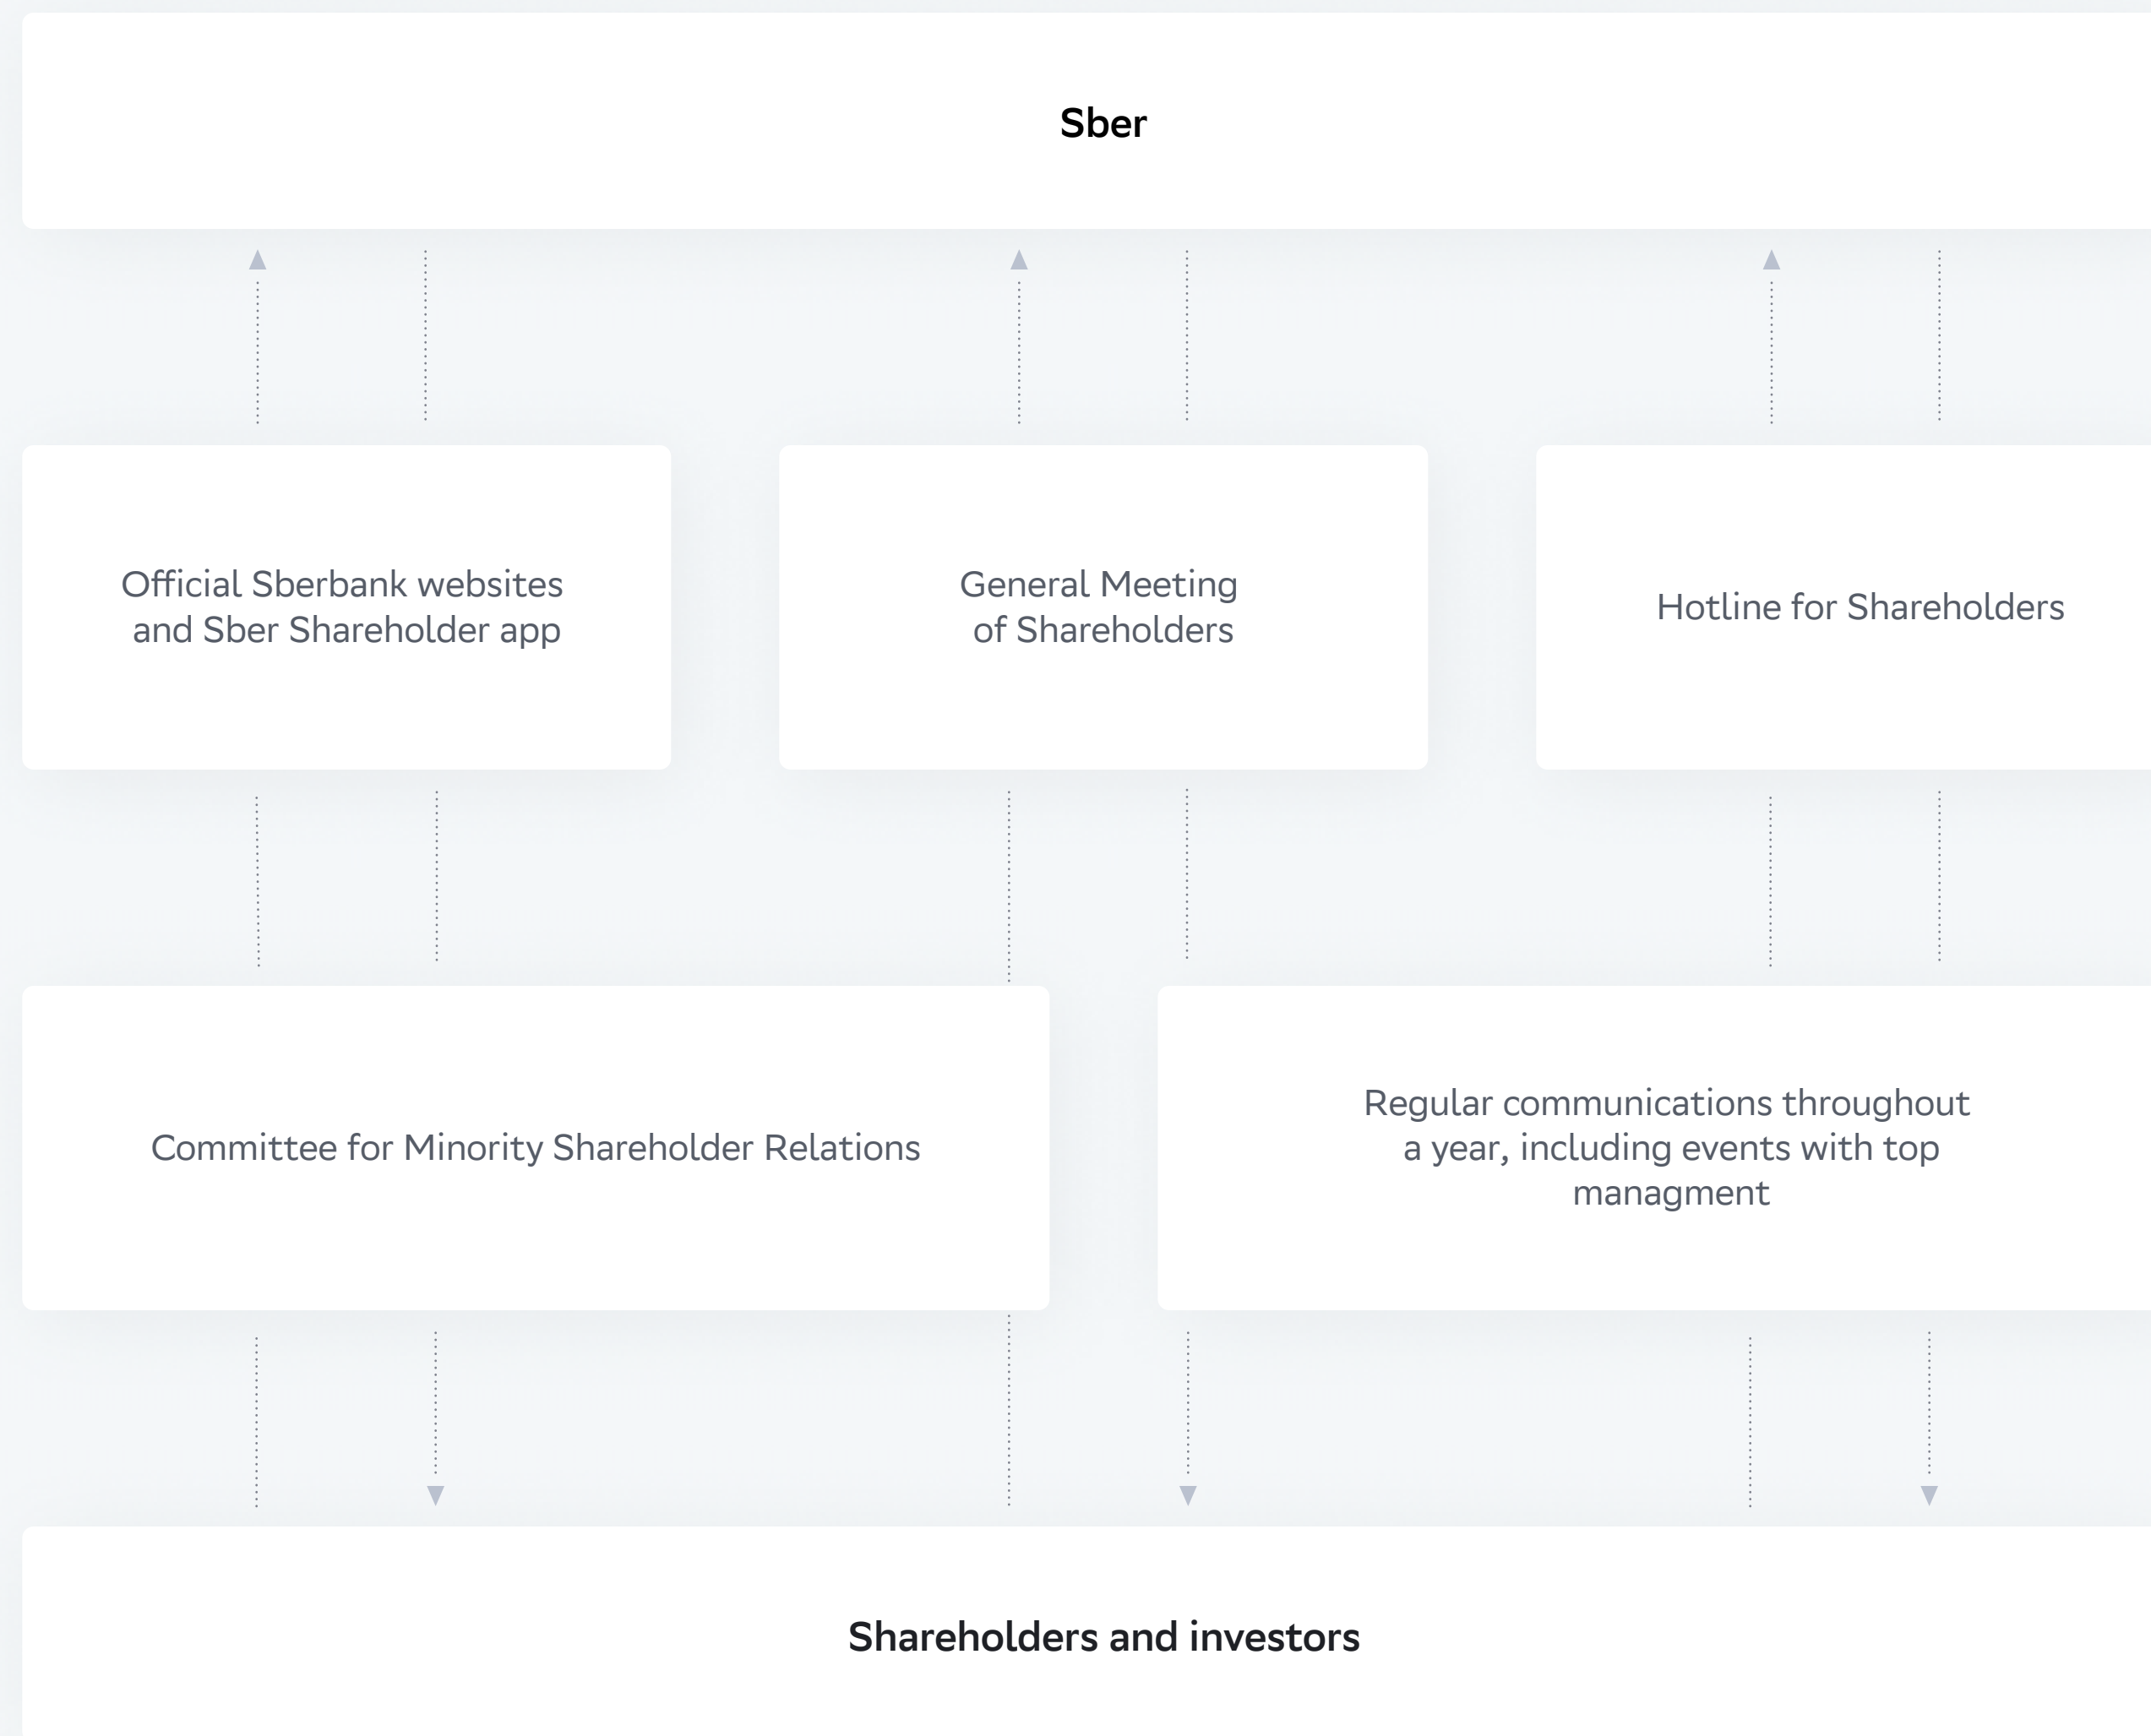 Sber
Official Sberbank websites
and Sber Shareholder app
General Meeting
of Shareholders
Hotline for Shareholders
Committee for Minority Shareholder Relations
Regular communications throughout
a year, including events with top
managment
Shareholders and investors